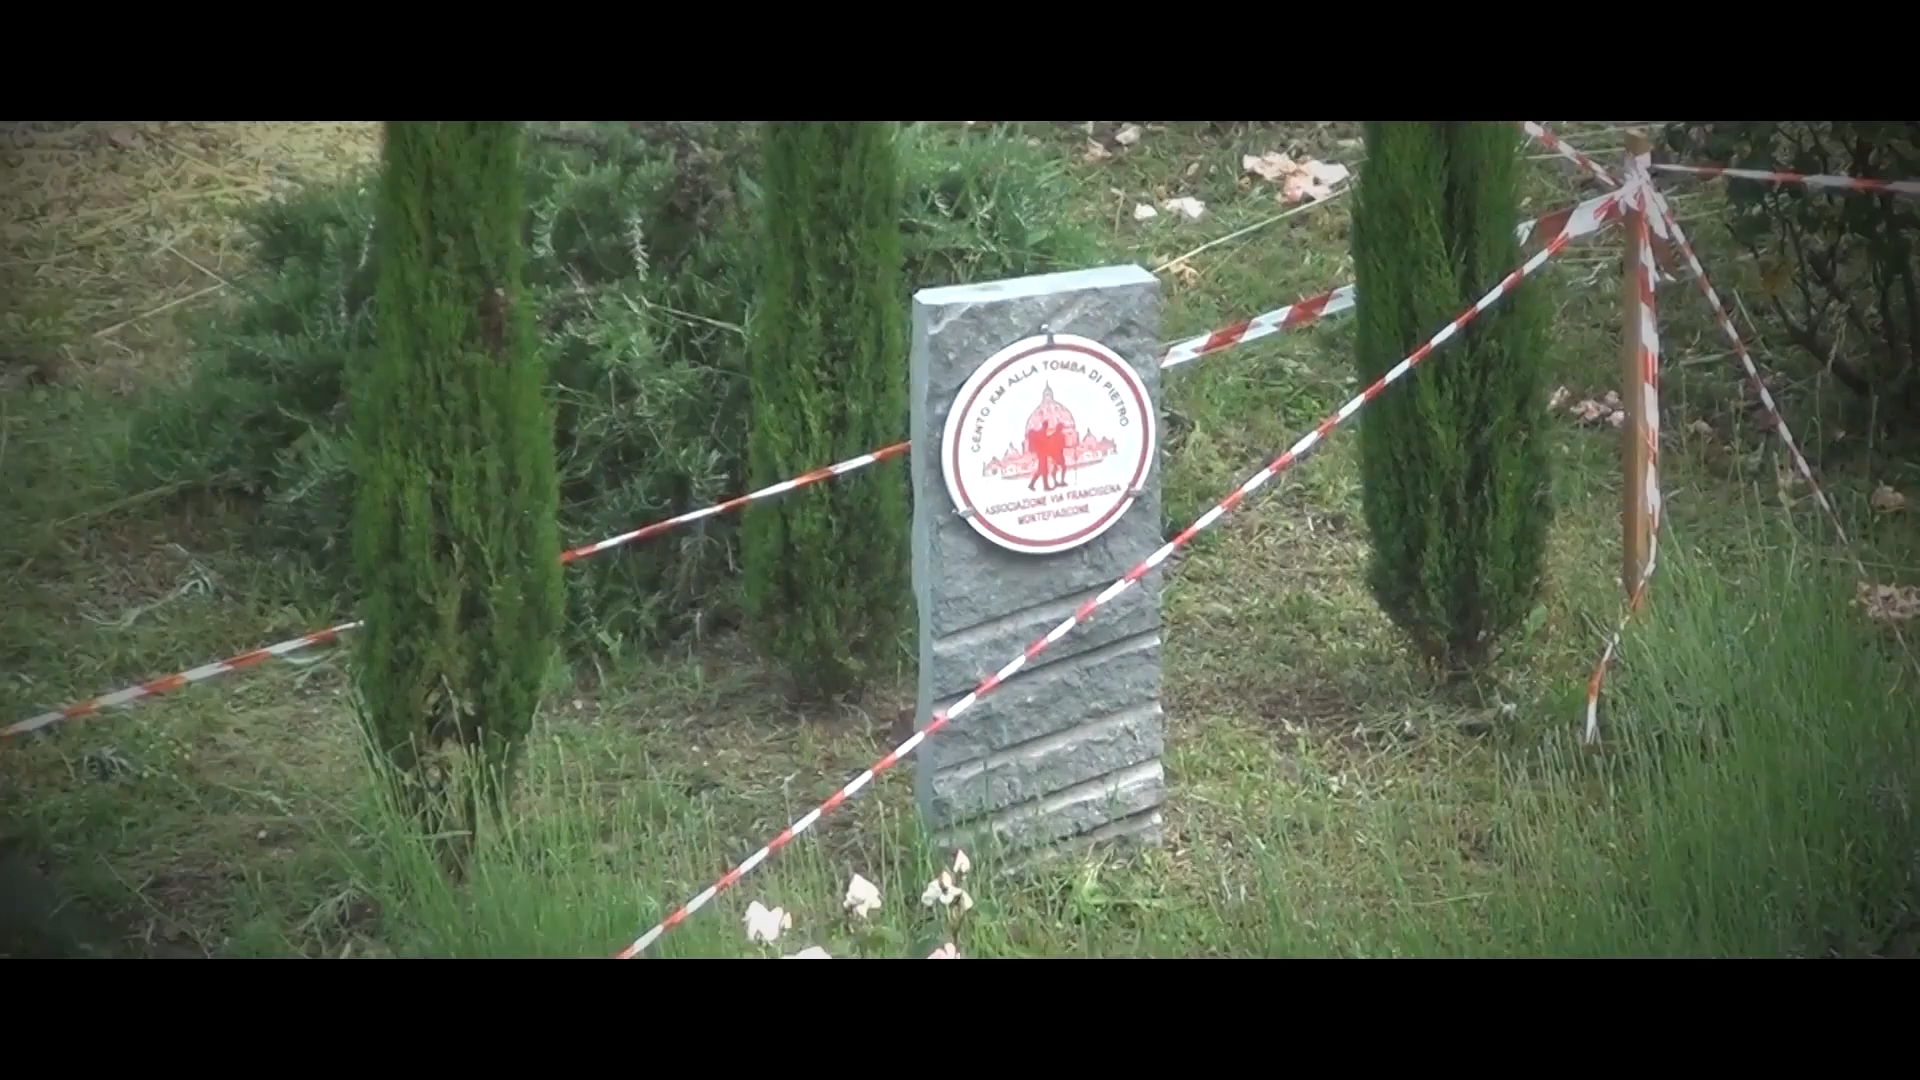 CENTO KM ALLA TOMBA DI PIETRO
ASSOCIAZIONE VIA FRANCIGENA
MONTEFIASCONE